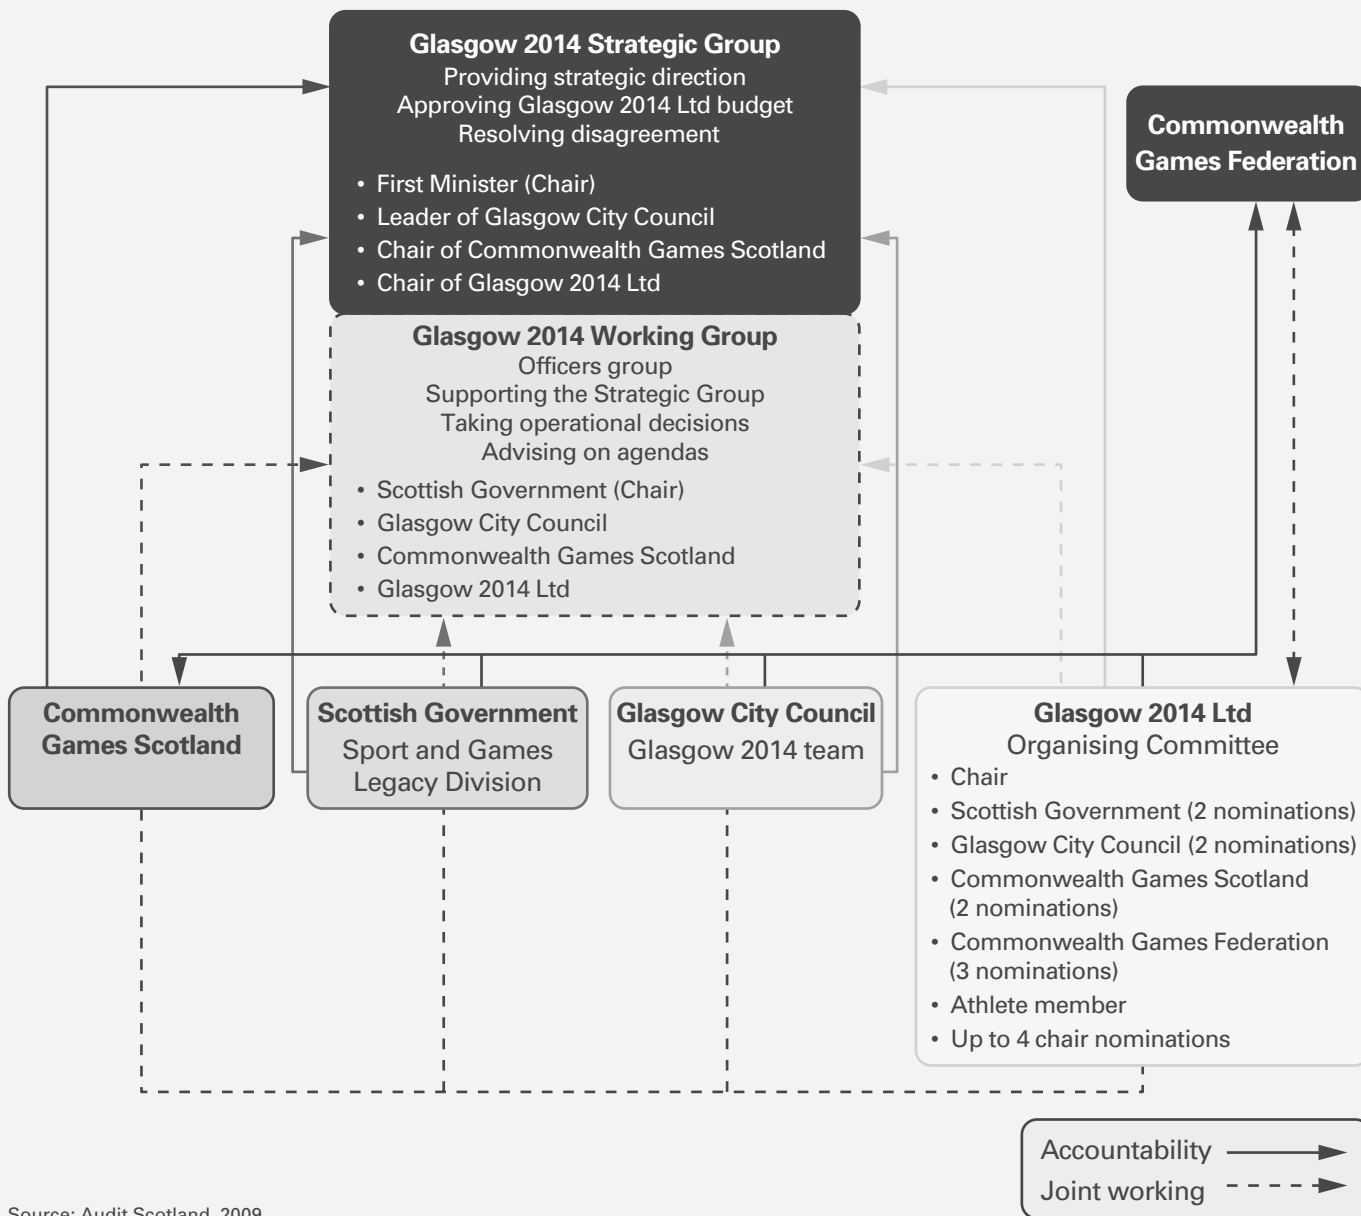 Glasgow 2014 Strategic Group
Providing strategic direction
Approving Glasgow 2014 Ltd budget
Resolving disagreement
• First Minister (Chair)
• Leader of Glasgow City Council
• Chair of Commonwealth Games Scotland
• Chair of Glasgow 2014 Ltd
Commonwealth
Games Federation
Glasgow 2014 Working Group
Officers group
Supporting the Strategic Group
Taking operational decisions
Advising on agendas
• Scottish Government (Chair)
• Glasgow City Council
• Commonwealth Games Scotland
• Glasgow 2014 Ltd
Commonwealth
Games Scotland
Scottish Government
Sport and Games
Legacy Division
Glasgow City Council
Glasgow 2014 team
Glasgow 2014 Ltd
Organising Committee
• Chair
• Scottish Government (2 nominations)
• Glasgow City Council (2 nominations)
• Commonwealth Games Scotland
(2 nominations)
• Commonwealth Games Federation
(3 nominations)
• Athlete member
• Up to 4 chair nominations
Accountability
Joint working
Source: Audit Scotland, 2009